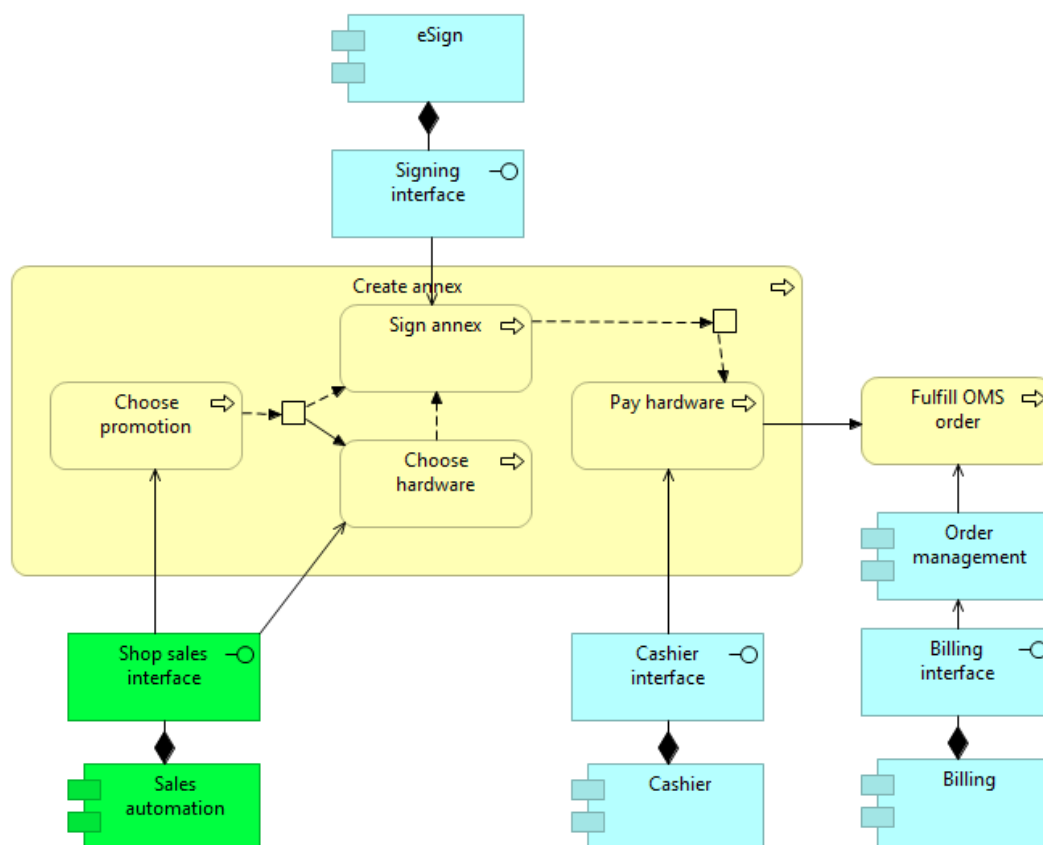 eSign
Signing
interface
Create annex
Sign annex
Choose
promotion
Pay hardware
Fulfill OMS
order
Choose
hardware
Order
management
Shop sales
interface
Cashier
interface
Billing
interface
Sales
automation
Cashier
Billing